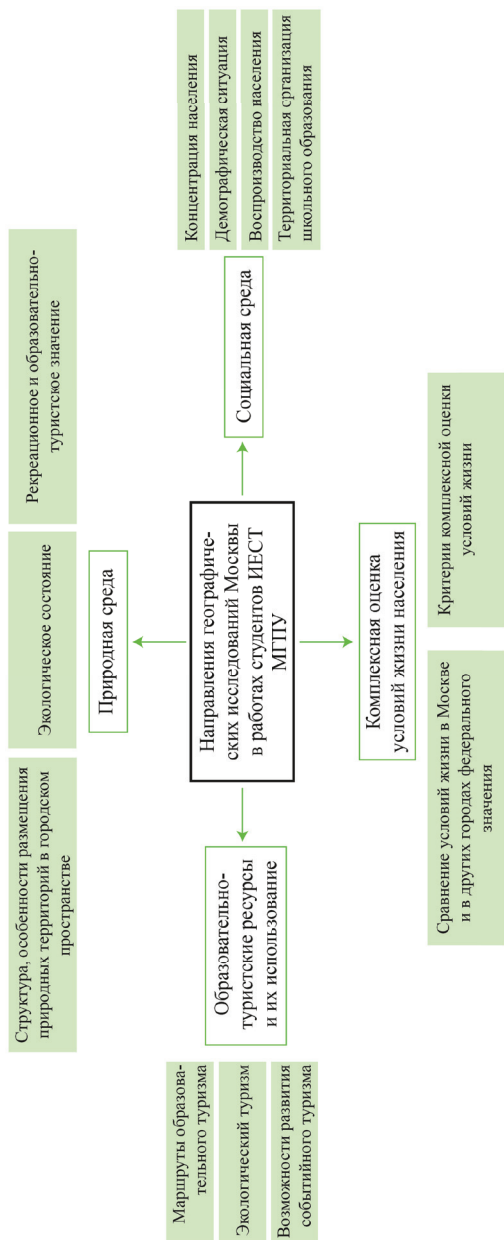 Структура, особенности размещения
природных территорий в городском
пространстве
Экологическое состояние
Рекреационное и образовательно-
туристское значение
Природная среда
Маршруты образова-
тельного туризма
Экологический туризм
Возможности развития
событийного туризма
Образовательно-
туристские ресурсы
и их использование
Направления географиче-
ских исследований Москвы
в работах студентов ИЕСТ
МГПУ
Социальная среда
Концентрация населения
Демографическая ситуация
Воспроизводство населения
Территориальная организация
школьного образования
Комплексная оценка
условий жизни населения
Сравнение условий жизни в Москве
и в других городах федерального
значения
Критерии комплексной оценки
условий жизни